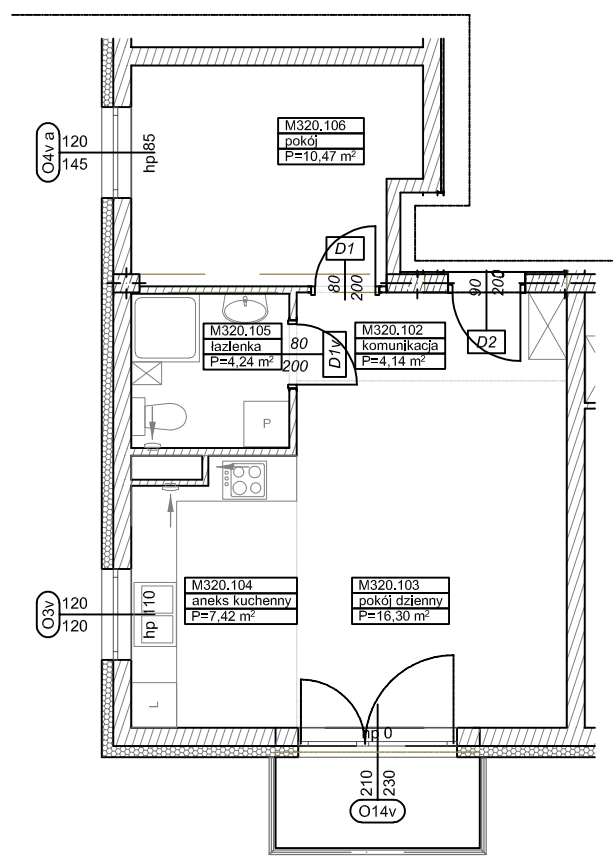 M320.106
pokój
P=10,47 m²
O4v a
120
145
hp 85
D1
80
200
90
200
D2
M320.105
łazienka
P=4,24 m²
80
200
D1v
M320.102
komunikacja
P=4,14 m²
P
M320.104
aneks kuchenny
P=7,42 m²
M320.103
pokój dzienny
P=16,30 m²
O3v
120
120
hp 110
L
hp 0
210
230
O14v